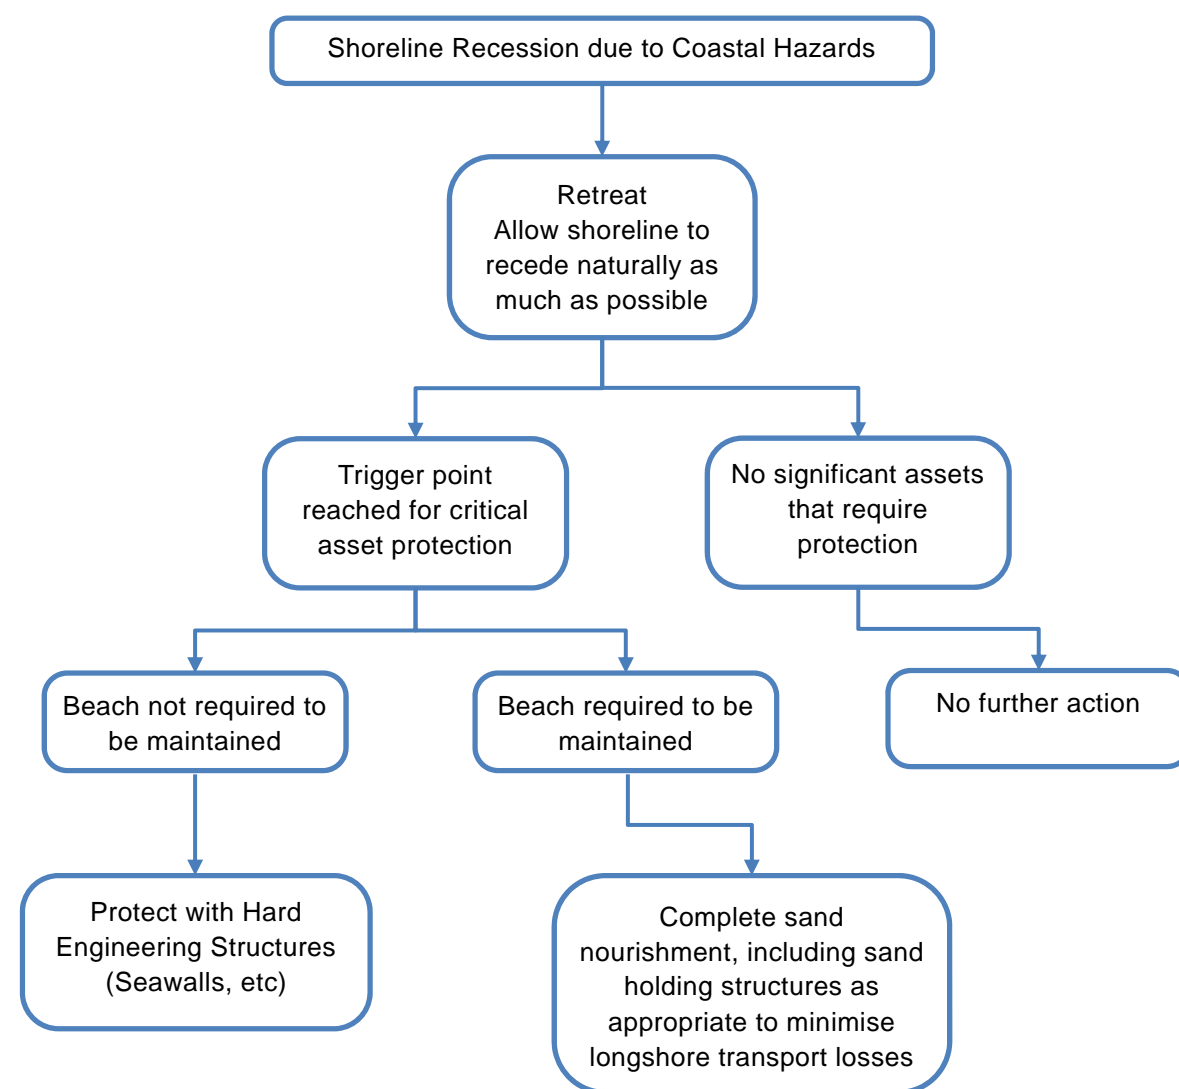 Shoreline Recession due to Coastal Hazards
Retreat
Allow shoreline to
recede naturally as
much as possible
Trigger point
reached for critical
asset protection
No significant assets
that require
protection
Beach not required to
be maintained
Beach required to be
maintained
No further action
Protect with Hard
Engineering Structures
(Seawalls, etc)
Complete sand
nourishment, including sand
holding structures as
appropriate to minimise
longshore transport losses